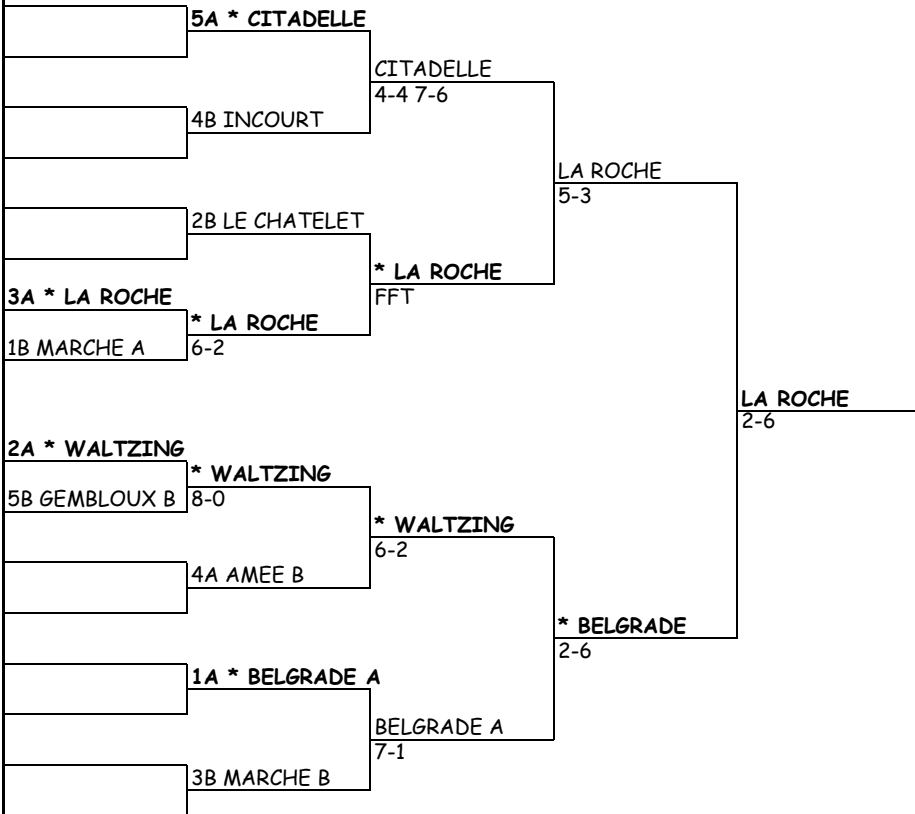 5A * CITADELLE
CITADELLE
4-4 7-6
4B INCOURT
LA ROCHE
5-3
2B LE CHATELET
* LA ROCHE
FFT
3A * LA ROCHE
* LA ROCHE
6-2
1B MARCHE A
LA ROCHE
2-6
2A * WALTZING
* WALTZING
8-0
5B GEMBLOUX B
* WALTZING
6-2
4A AMEE B
* BELGRADE
2-6
1A * BELGRADE A
BELGRADE A
7-1
3B MARCHE B